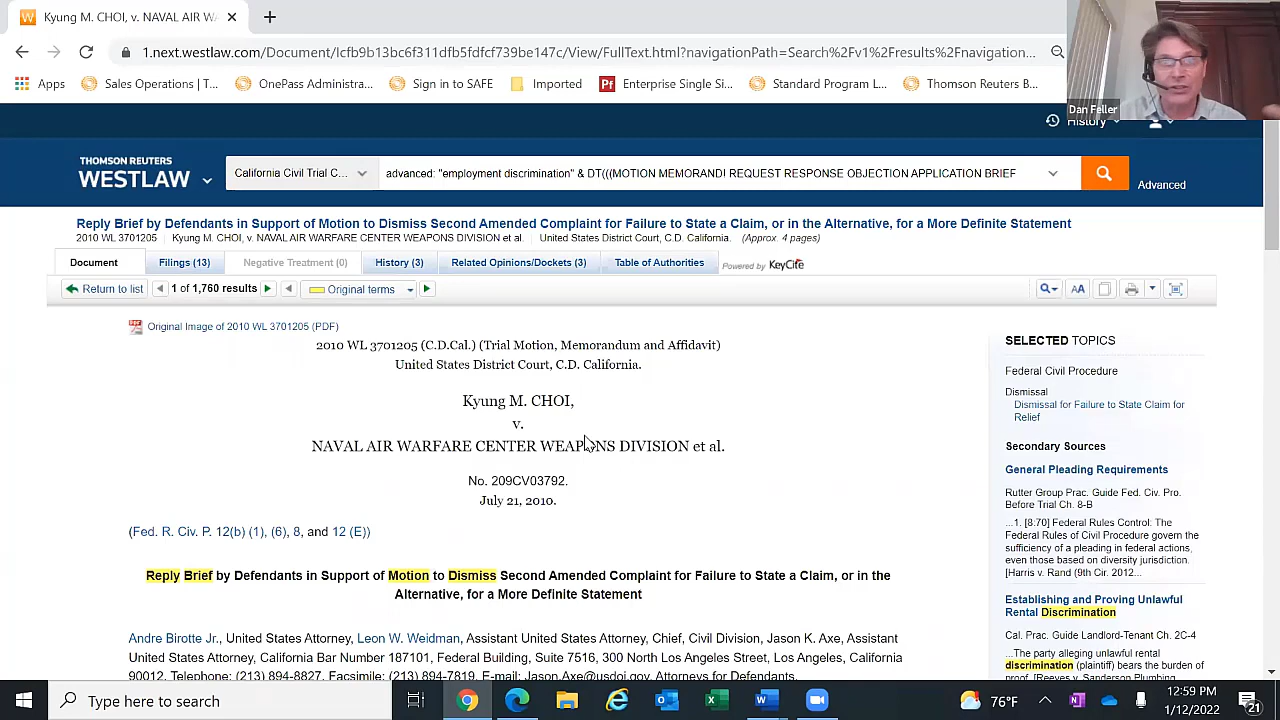 Kyung M. CHOI, v. NAVAL AIR WA
1.next.westlaw.com/Document/Icfb9b13bc6f311dfb5fdfcf739be147c/View/FullText.html?navigationPath=Search%2Fv1%2Fresults%2Fnavigation...
Apps
Sales Operations | T...
OnePass Administra...
Sign in to SAFE
Imported
Enterprise Single Si...
Standard Program L...
Thomson Reuters B...
Dan Feller
History
THOMSON REUTERS
WESTLAW
California Civil Trial C...
advanced: "employment discrimination" & DT(((MOTION MEMORANDI REQUEST RESPONSE OBJECTION APPLICATION BRIEF
Advanced
Reply Brief by Defendants in Support of Motion to Dismiss Second Amended Complaint for Failure to State a Claim, or in the Alternative, for a More Definite Statement
2010 WL 3701205 Kyung M. CHOI, v. NAVAL AIR WARFARE CENTER WEAPONS DIVISION et al. United States District Court, C.D. California. (Approx. 4 pages)
Document
Filings (13)
Negative Treatment (0)
History (3)
Related Opinions/Dockets (3)
Table of Authorities
Powered by KeyCite
Return to list
1 of 1,760 results
Original terms
AA
Original Image of 2010 WL 3701205 (PDF)
2010 WL 3701205 (C.D.Cal.) (Trial Motion, Memorandum and Affidavit)
United States District Court, C.D. California.
Kyung M. CHOI,
v.
NAVAL AIR WARFARE CENTER WEAPONS DIVISION et al.
No. 209CV03792.
July 21, 2010.
(Fed. R. Civ. P. 12(b) (1), (6), 8, and 12 (E))
Reply Brief by Defendants in Support of Motion to Dismiss Second Amended Complaint for Failure to State a Claim, or in the
Alternative, for a More Definite Statement
Andre Birotte Jr., United States Attorney, Leon W. Weidman, Assistant United States Attorney, Chief, Civil Division, Jason K. Axe, Assistant
United States Attorney, California Bar Number 187101, Federal Building, Suite 7516, 300 North Los Angeles Street, Los Angeles, California
90012, Telephone: (213) 894-8827, Attorneys for Defendants.
SELECTED TOPICS
Federal Civil Procedure
Dismissal
Dismissal for Failure to State Claim for
Relief
Secondary Sources
General Pleading Requirements
Rutter Group Prac. Guide Fed. Civ. Pro.
Before Trial Ch. 8-B
...1. [8:70] Federal Rules Control: The
Federal Rules of Civil Procedure govern the
sufficiency of a pleading in federal actions,
even those based on diversity jurisdiction.
[Harris v. Rand (9th Cir. 2012...
Establishing and Proving Unlawful
Rental Discrimination
Cal. Prac. Guide Landlord-Tenant Ch. 2C-4
...The party alleging unlawful rental
discrimination (plaintiff) bears the burden of
proof. [Reeves v. Sanderson Plumbing
Type here to search
76°F
12:59 PM
1/12/2022
21